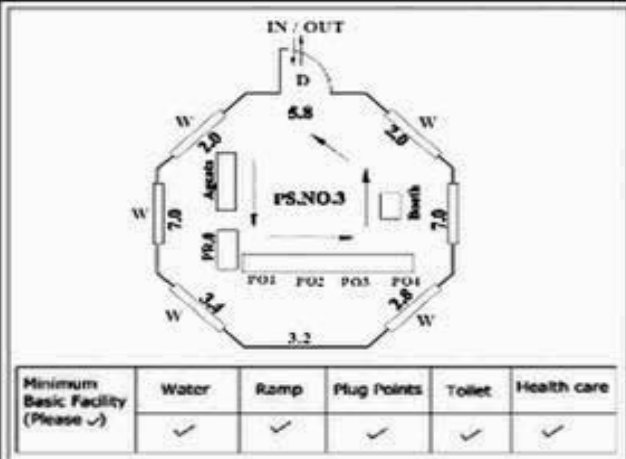 IN / OUT
D
5.8
W
2.0
2.0
W
Agents
PS.NO.3
Booth
W
7.0
7.0
PR.0
PO1 PO2 PO3 PO4
3.4
2.8
W
W
3.2
Minimum Basic Facility (Please ✓)
Water
Ramp
Plug Points
Toilet
Health care
✓ ✓ ✓ ✓ ✓